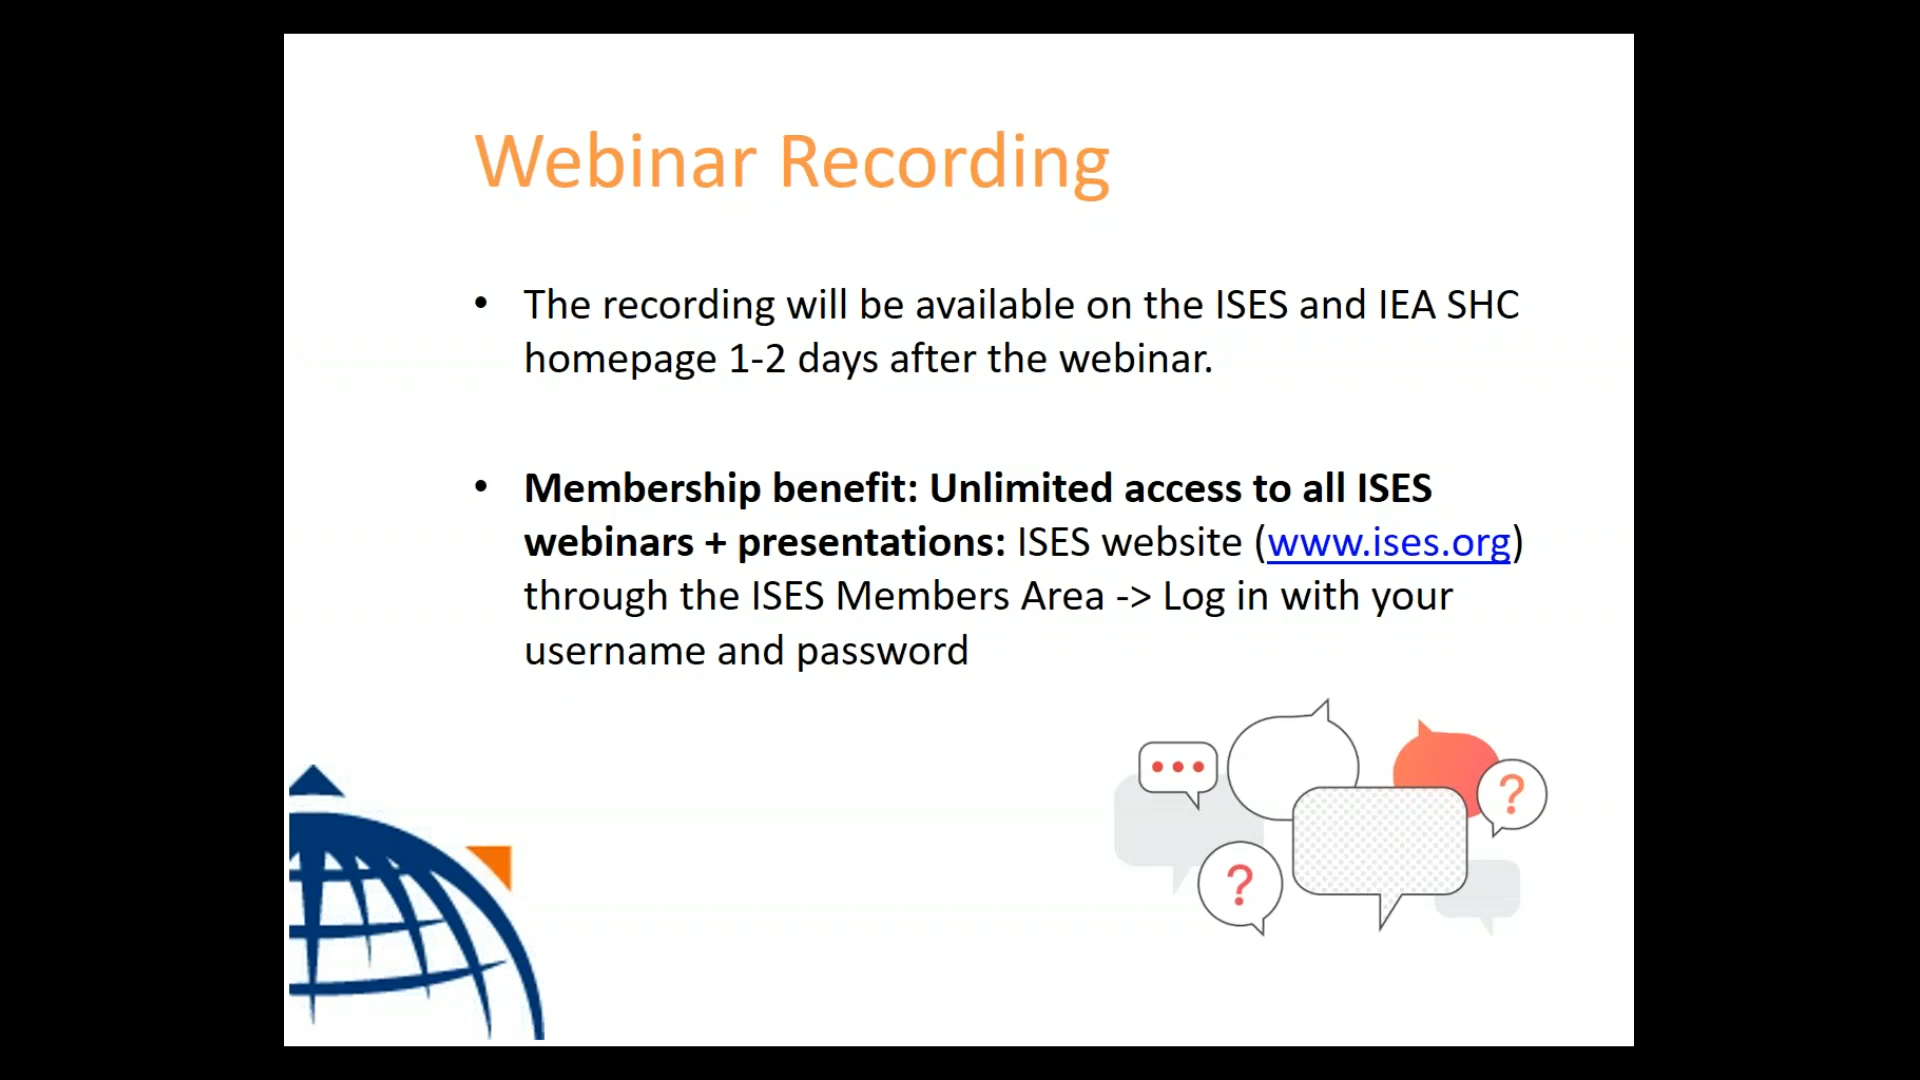 Webinar Recording
• The recording will be available on the ISES and IEA SHC
homepage 1-2 days after the webinar.
• Membership benefit: Unlimited access to all ISES
webinars + presentations: ISES website (www.ises.org)
through the ISES Members Area -> Log in with your
username and password
?
?